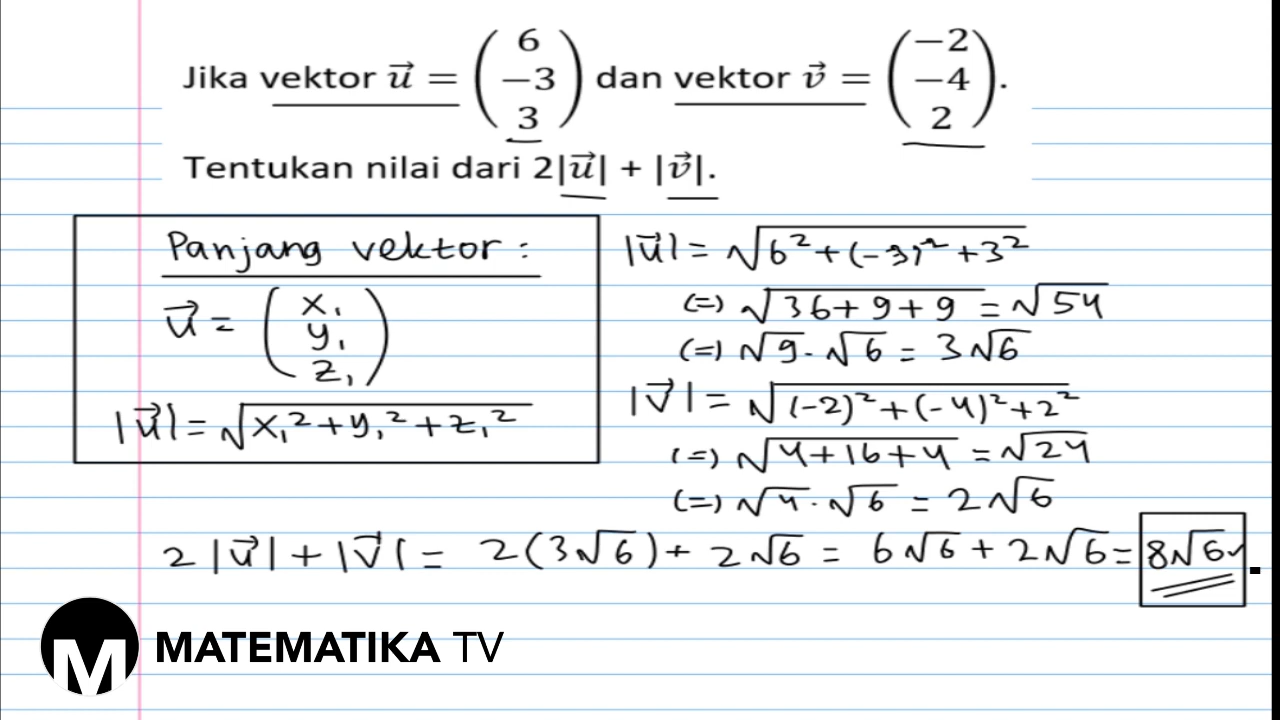 Jika vektor u⃗ = (6 −3 3) dan vektor v⃗ = (−2 −4 2).
Tentukan nilai dari 2|u⃗| + |v⃗|.
Panjang vektor :
u⃗ = (x₁ y₁ z₁)
|u⃗| = √(x₁² + y₁² + z₁²)
|u⃗| = √(6² + (-3)² + 3²)
(=) √(36 + 9 + 9) = √54
(=) √9 . √6 = 3√6
|v⃗| = √((-2)² + (-4)² + 2²)
(=) √(4 + 16 + 4) = √24
(=) √4 . √6 = 2√6
2 |u⃗| + |v⃗| = 2(3√6) + 2√6 = 6√6 + 2√6 = 8√6 .
M MATEMATIKA TV